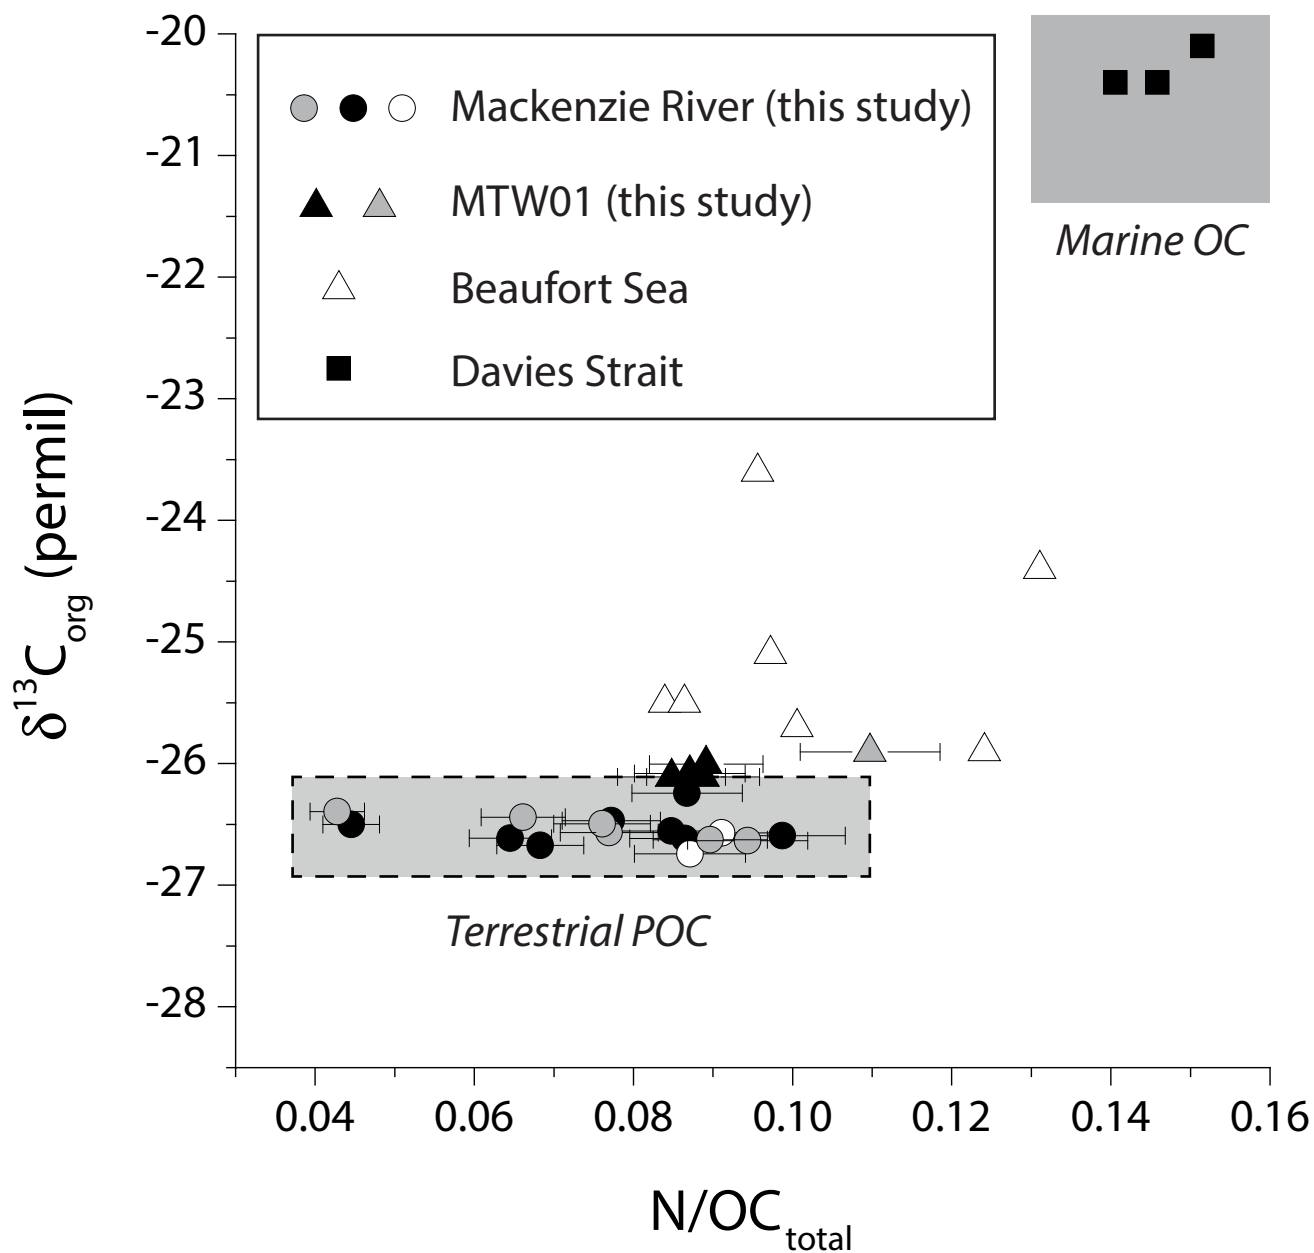 -20
-21
-22
-23
-24
-25
-26
-27
-28
δ13Corg (permil)
Mackenzie River (this study)
MTW01 (this study)
Beaufort Sea
Davies Strait
Marine OC
Terrestrial POC
0.04 0.06 0.08 0.10 0.12 0.14 0.16
N/OCtotal